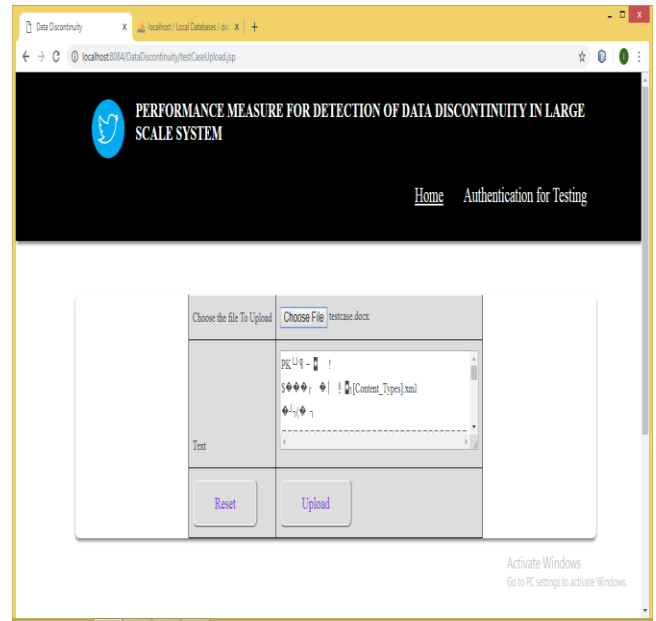 Data Discontinuity
localhost / Local Databases / dis
localhost:8084/DataDiscontinuity/testCaseUpload.jsp
PERFORMANCE MEASURE FOR DETECTION OF DATA DISCONTINUITY IN LARGE
SCALE SYSTEM
Home Authentication for Testing
Choose the file To Upload Choose File testcase.docx
PK
!
$���┌ �| ‼ [Content_Types].xml
Text
Reset Upload
Activate Windows
Go to PC settings to activate Windows.